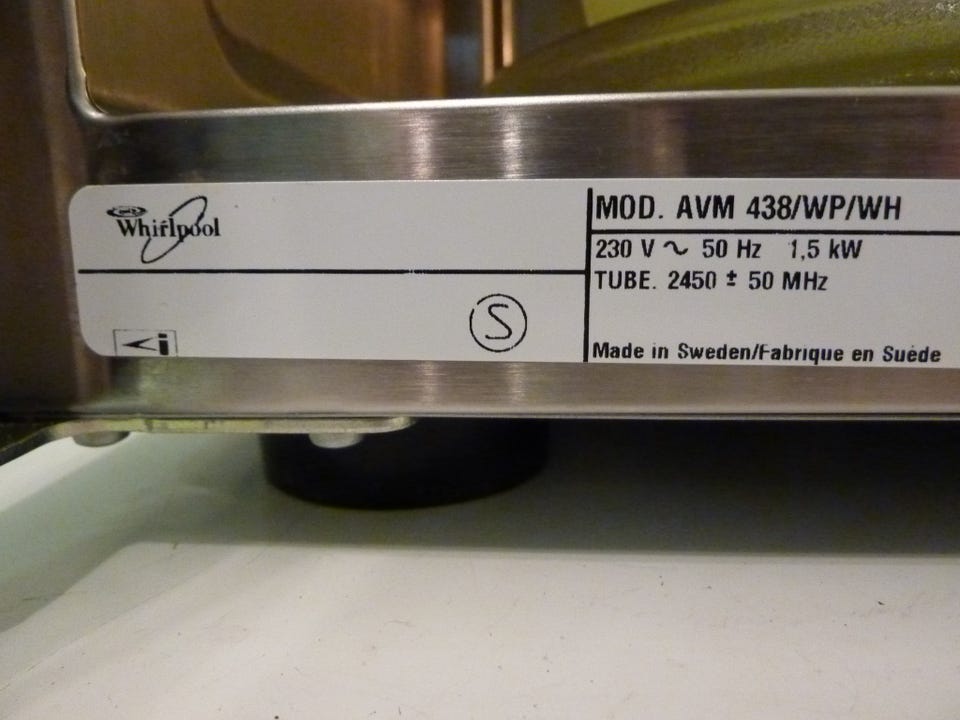 Whirlpool
S
MOD. AVM 438/WP/WH
230 V ~ 50 Hz 1,5 kW
TUBE. 2450 ± 50 MHz
Made in Sweden/Fabrique en Suède